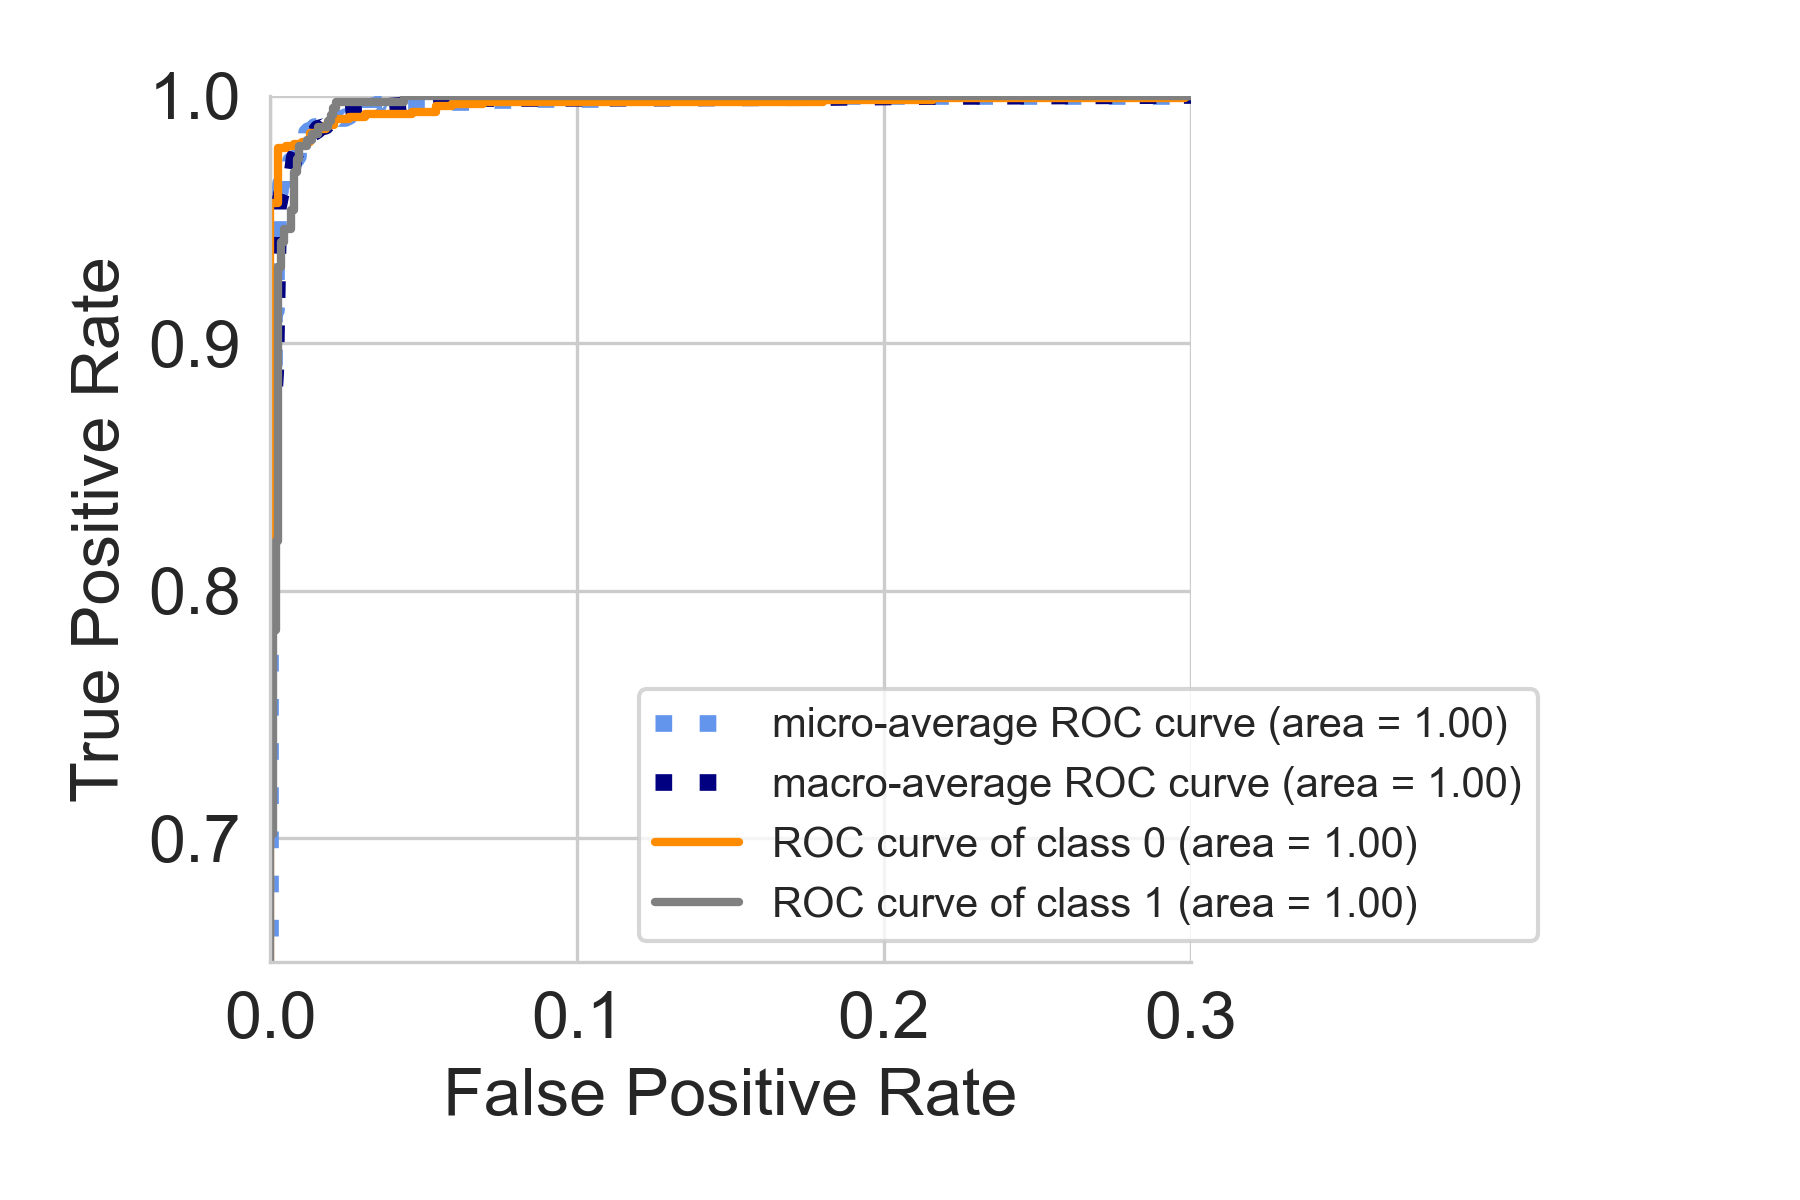 1.0
0.9
0.8
0.7
True Positive Rate
micro-average ROC curve (area = 1.00)
macro-average ROC curve (area = 1.00)
ROC curve of class 0 (area = 1.00)
ROC curve of class 1 (area = 1.00)
0.0 0.1 0.2 0.3
False Positive Rate